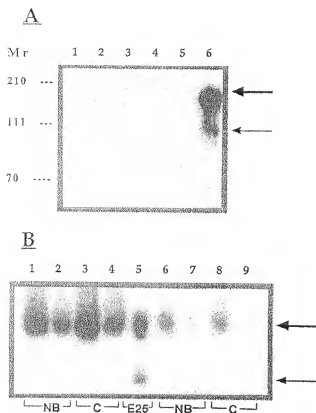 A
Mr 1 2 3 4 5 6
210 ---
111 ---
70 ----
B
1 2 3 4 5 6 7 8 9
NB C E25 NB C